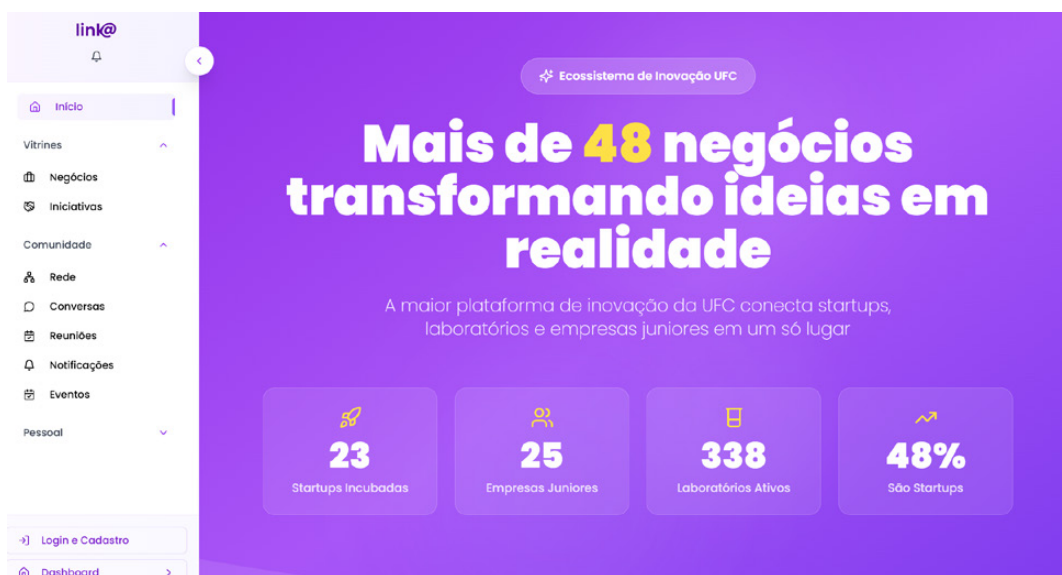 link@
Início
Vitrines
Negócios
Iniciativas
Comunidade
Rede
Conversas
Reuniões
Notificações
Eventos
Pessoal
Login e Cadastro
Dashboard
Ecossistema de Inovação UFC
Mais de 48 negócios
transformando ideias em
realidade
A maior plataforma de inovação da UFC conecta startups,
laboratórios e empresas juniores em um só lugar
23
Startups Incubadas
25
Empresas Juniores
338
Laboratórios Ativos
48%
São Startups